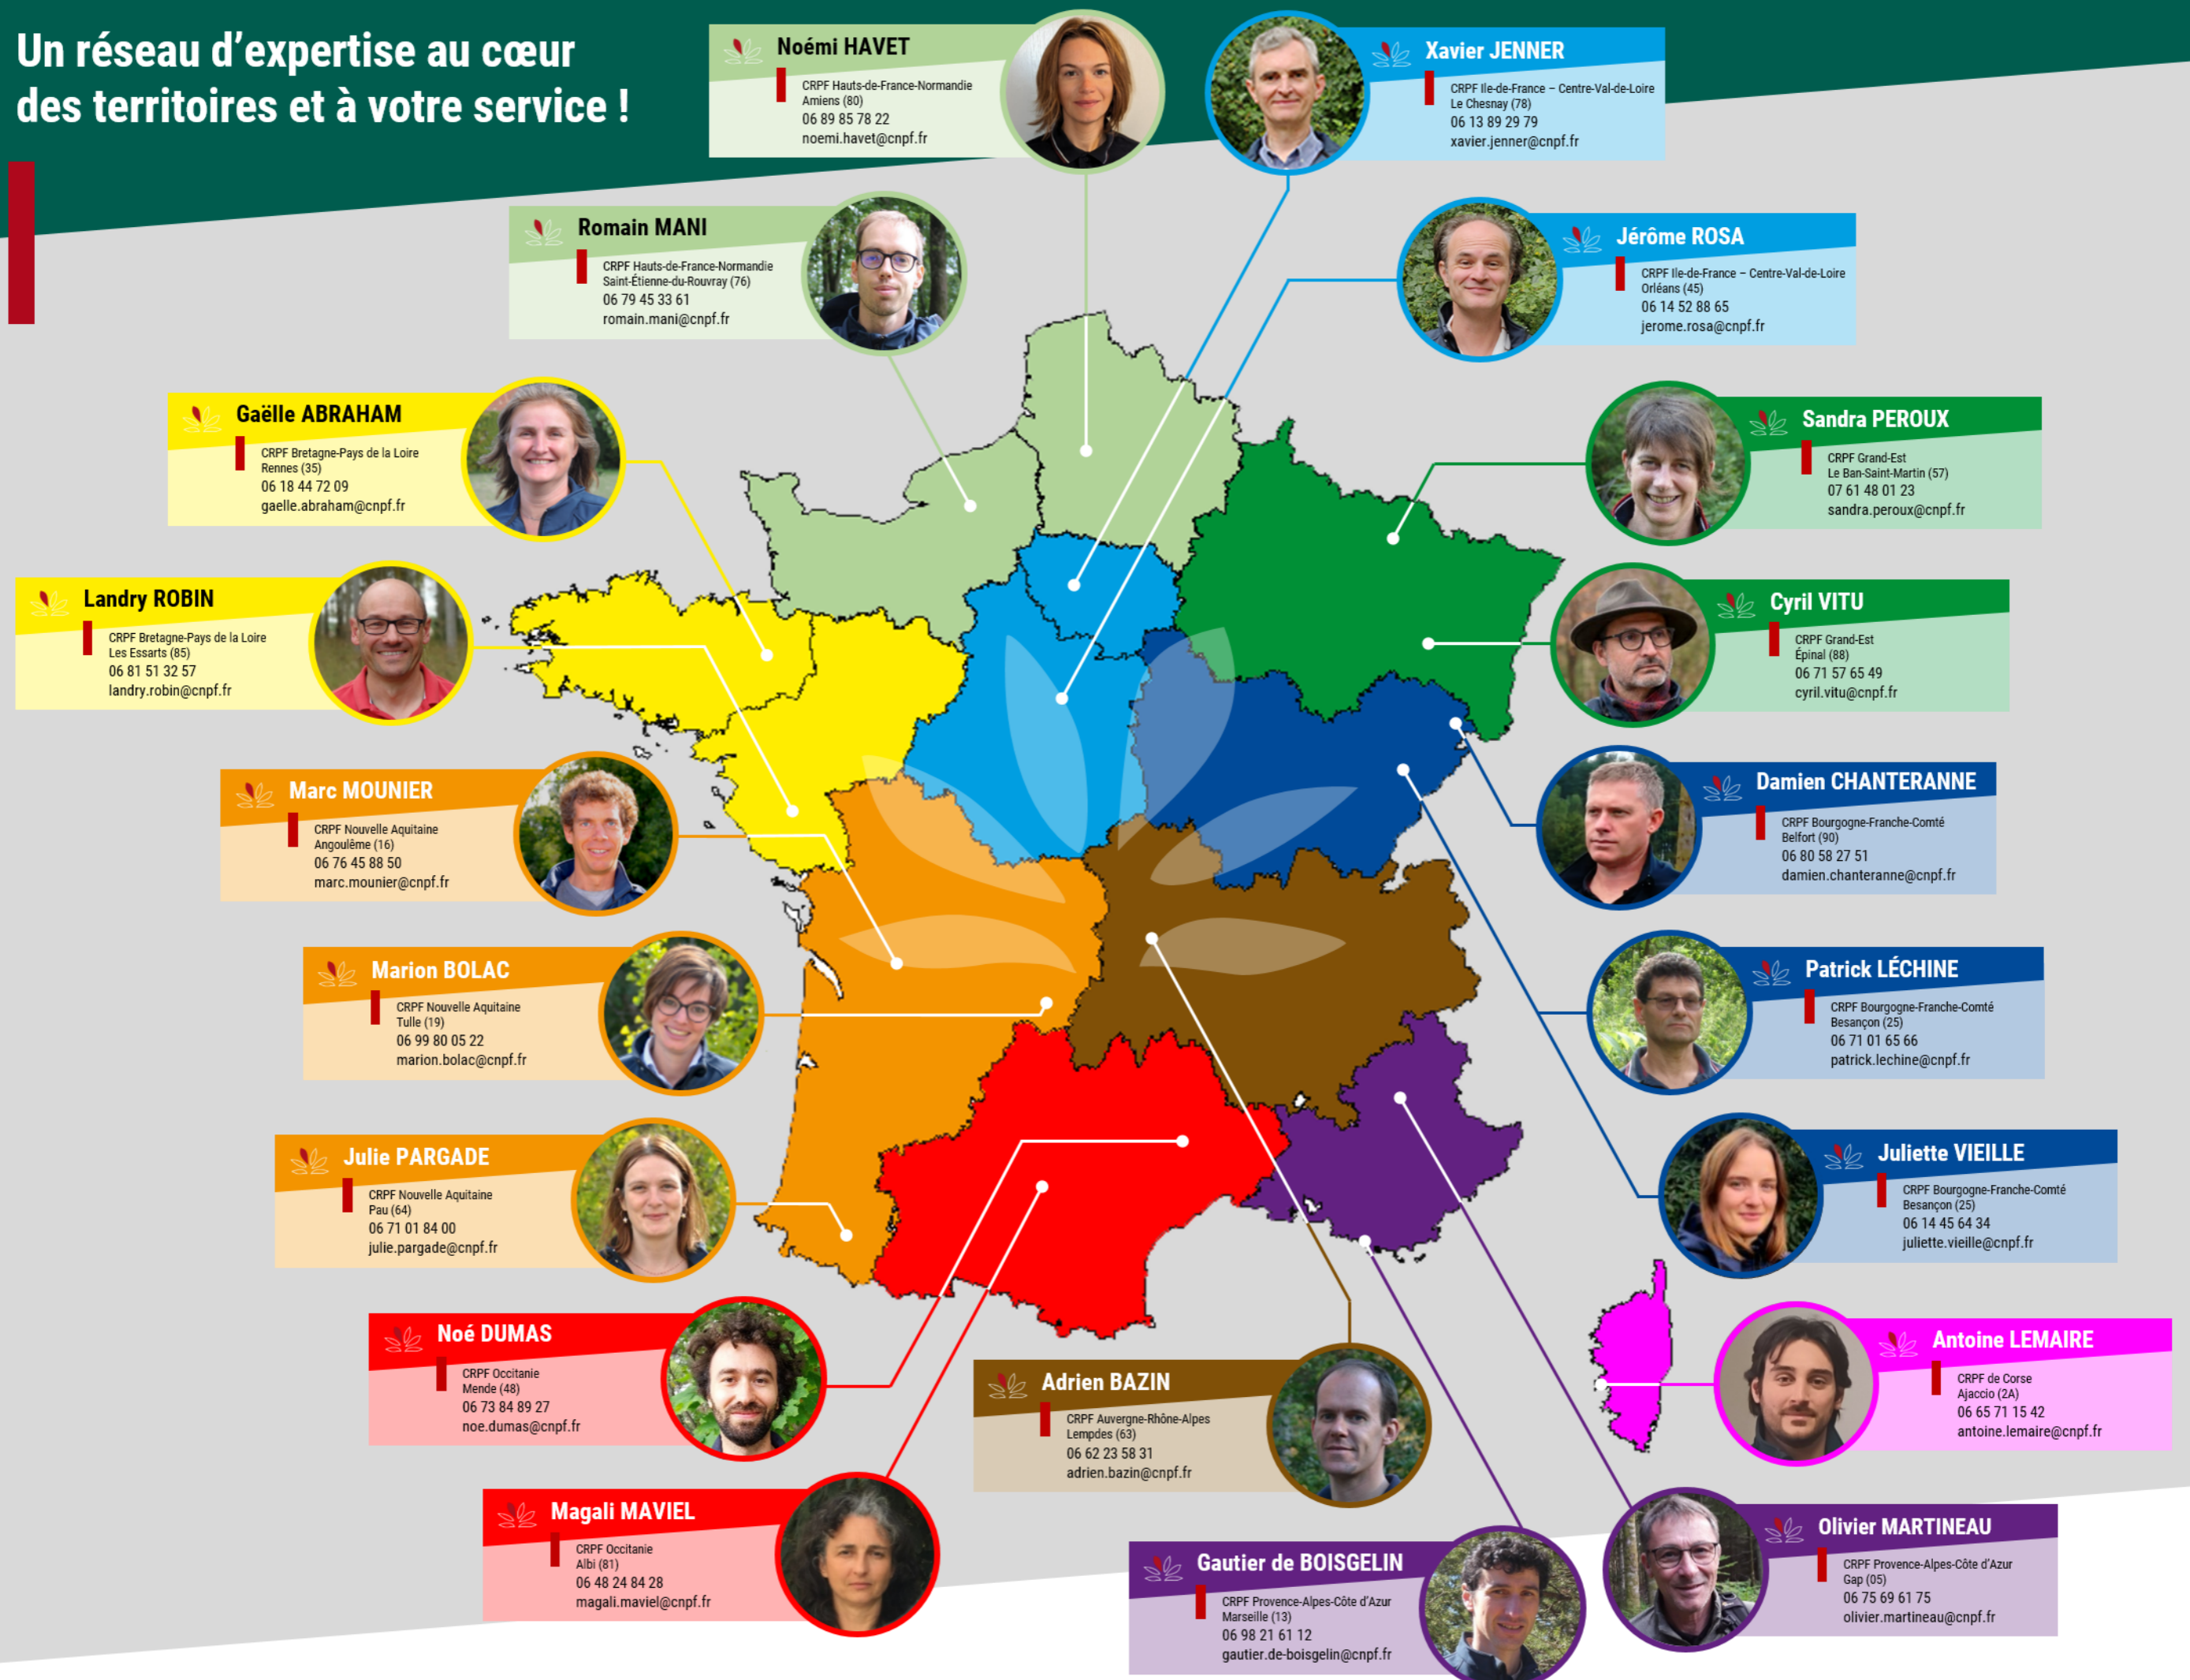 Un réseau d’expertise au cœur
des territoires et à votre service !
Noémi HAVET
CRPF Hauts-de-France-Normandie
Amiens (80)
06 89 85 78 22
noemi.havet@cnpf.fr
Xavier JENNER
CRPF Ile-de-France – Centre-Val-de-Loire
Le Chesnay (78)
06 13 89 29 79
xavier.jenner@cnpf.fr
Romain MANI
CRPF Hauts-de-France-Normandie
Saint-Étienne-du-Rouvray (76)
06 79 45 33 61
romain.mani@cnpf.fr
Jérôme ROSA
CRPF Ile-de-France – Centre-Val-de-Loire
Orléans (45)
06 14 52 88 65
jerome.rosa@cnpf.fr
Gaëlle ABRAHAM
CRPF Bretagne-Pays de la Loire
Rennes (35)
06 18 44 72 09
gaelle.abraham@cnpf.fr
Sandra PEROUX
CRPF Grand-Est
Le Ban-Saint-Martin (57)
07 61 48 01 23
sandra.peroux@cnpf.fr
Landry ROBIN
CRPF Bretagne-Pays de la Loire
Les Essarts (85)
06 81 51 32 57
landry.robin@cnpf.fr
Cyril VITU
CRPF Grand-Est
Épinal (88)
06 71 57 65 49
cyril.vitu@cnpf.fr
Marc MOUNIER
CRPF Nouvelle Aquitaine
Angoulême (16)
06 76 45 88 50
marc.mounier@cnpf.fr
Damien CHANTERANNE
CRPF Bourgogne-Franche-Comté
Belfort (90)
06 80 58 27 51
damien.chanteranne@cnpf.fr
Marion BOLAC
CRPF Nouvelle Aquitaine
Tulle (19)
06 99 80 05 22
marion.bolac@cnpf.fr
Patrick LÉCHINE
CRPF Bourgogne-Franche-Comté
Besançon (25)
06 71 01 65 66
patrick.lechine@cnpf.fr
Julie PARGADE
CRPF Nouvelle Aquitaine
Pau (64)
06 71 01 84 00
julie.pargade@cnpf.fr
Juliette VIEILLE
CRPF Bourgogne-Franche-Comté
Besançon (25)
06 14 45 64 34
juliette.vieille@cnpf.fr
Noé DUMAS
CRPF Occitanie
Mende (48)
06 73 84 89 27
noe.dumas@cnpf.fr
Adrien BAZIN
CRPF Auvergne-Rhône-Alpes
Lempdes (63)
06 62 23 58 31
adrien.bazin@cnpf.fr
Antoine LEMAIRE
CRPF de Corse
Ajaccio (2A)
06 65 71 15 42
antoine.lemaire@cnpf.fr
Magali MAVIEL
CRPF Occitanie
Albi (81)
06 48 24 84 28
magali.maviel@cnpf.fr
Gautier de BOISGELIN
CRPF Provence-Alpes-Côte d’Azur
Marseille (13)
06 98 21 61 12
gautier.de-boisgelin@cnpf.fr
Olivier MARTINEAU
CRPF Provence-Alpes-Côte d’Azur
Gap (05)
06 75 69 61 75
olivier.martineau@cnpf.fr